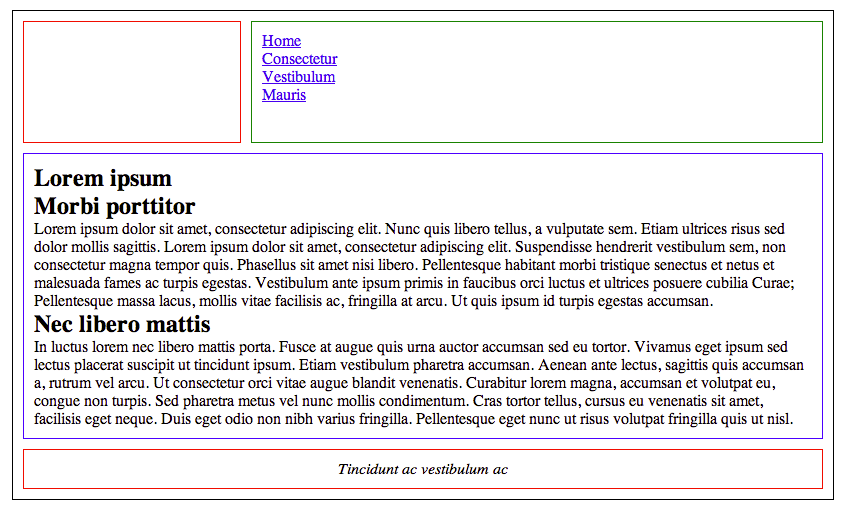 Home
Consectetur
Vestibulum
Mauris
Lorem ipsum
Morbi porttitor
Lorem ipsum dolor sit amet, consectetur adipiscing elit. Nunc quis libero tellus, a vulputate sem. Etiam ultrices risus sed
dolor mollis sagittis. Lorem ipsum dolor sit amet, consectetur adipiscing elit. Suspendisse hendrerit vestibulum sem, non
consectetur magna tempor quis. Phasellus sit amet nisi libero. Pellentesque habitant morbi tristique senectus et netus et
malesuada fames ac turpis egestas. Vestibulum ante ipsum primis in faucibus orci luctus et ultrices posuere cubilia Curae;
Pellentesque massa lacus, mollis vitae facilisis ac, fringilla at arcu. Ut quis ipsum id turpis egestas accumsan.
Nec libero mattis
In luctus lorem nec libero mattis porta. Fusce at augue quis urna auctor accumsan sed eu tortor. Vivamus eget ipsum sed
lectus placerat suscipit ut tincidunt ipsum. Etiam vestibulum pharetra accumsan. Aenean ante lectus, sagittis quis accumsan
a, rutrum vel arcu. Ut consectetur orci vitae augue blandit venenatis. Curabitur lorem magna, accumsan et volutpat eu,
congue non turpis. Sed pharetra metus vel nunc mollis condimentum. Cras tortor tellus, cursus eu venenatis sit amet,
facilisis eget neque. Duis eget odio non nibh varius fringilla. Pellentesque eget nunc ut risus volutpat fringilla quis ut nisl.
Tincidunt ac vestibulum ac